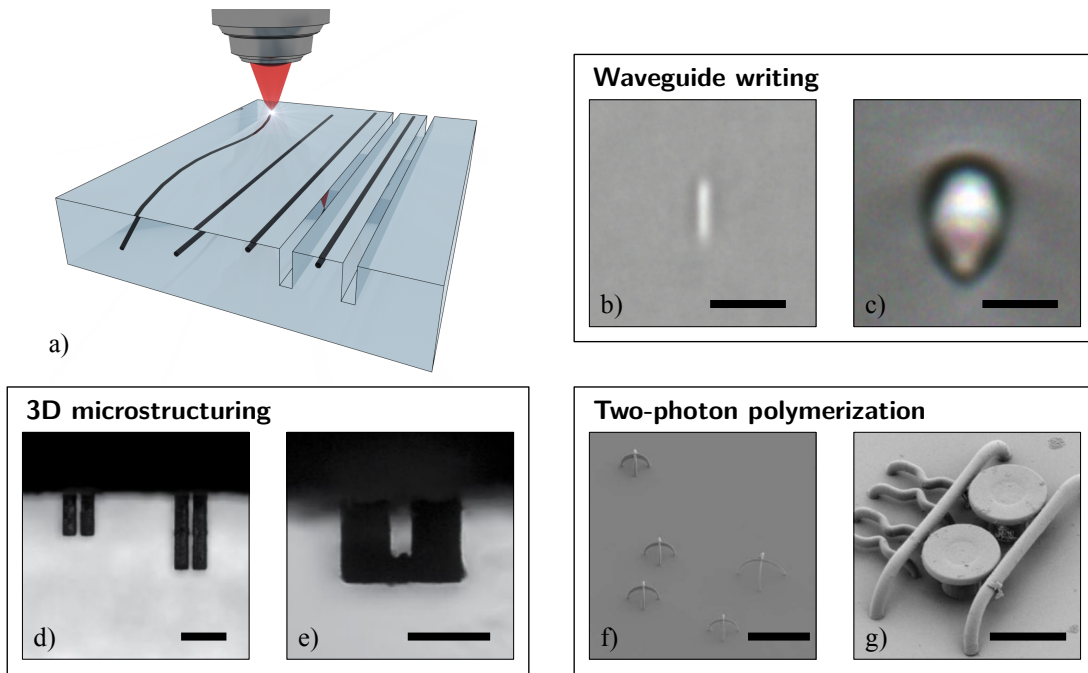 Waveguide writing
b)
c)
a)
3D microstructuring
Two-photon polymerization
d)
e)
f)
g)